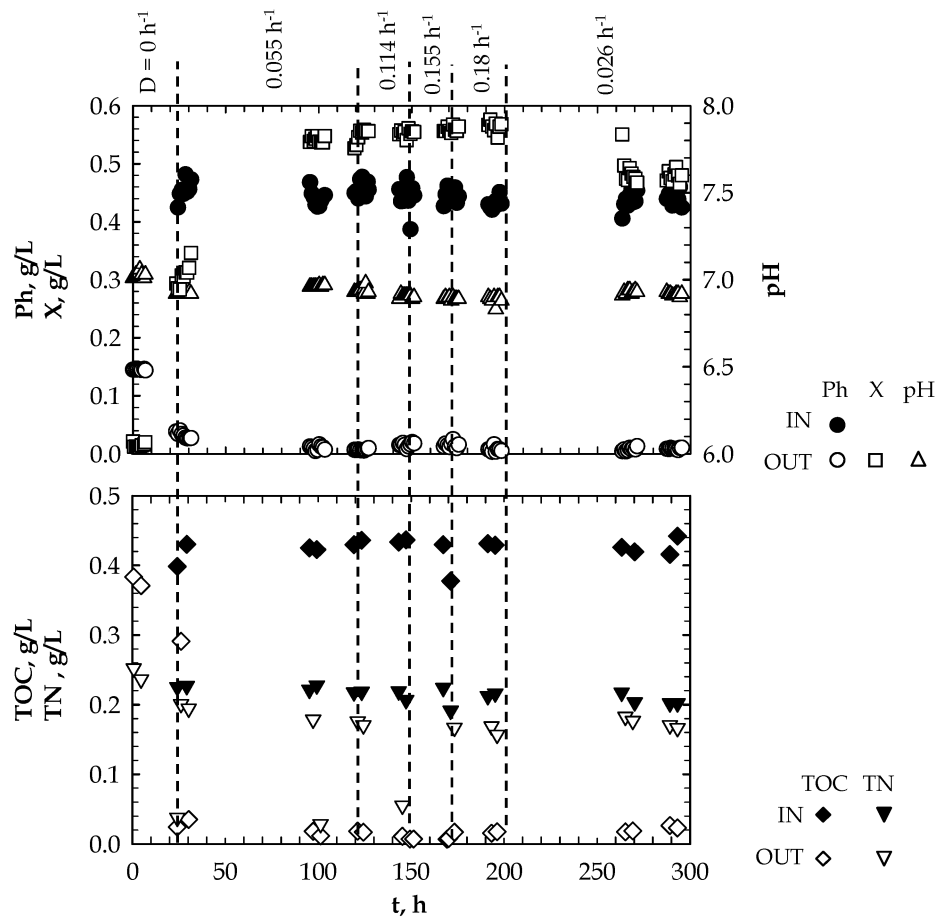 D = 0 h-1
0.055 h-1
0.114 h-1
0.155 h-1
0.18 h-1
0.026 h-1
0.6
0.5
0.4
0.3
0.2
0.1
0.0
Ph, g/L
X, g/L
8.0
7.5
7.0
6.5
6.0
pH
Ph X pH
IN
OUT
0.5
0.4
0.3
0.2
0.1
0.0
TOC, g/L
TN , g/L
0 50 100 150 200 250 300
t, h
TOC TN
IN
OUT